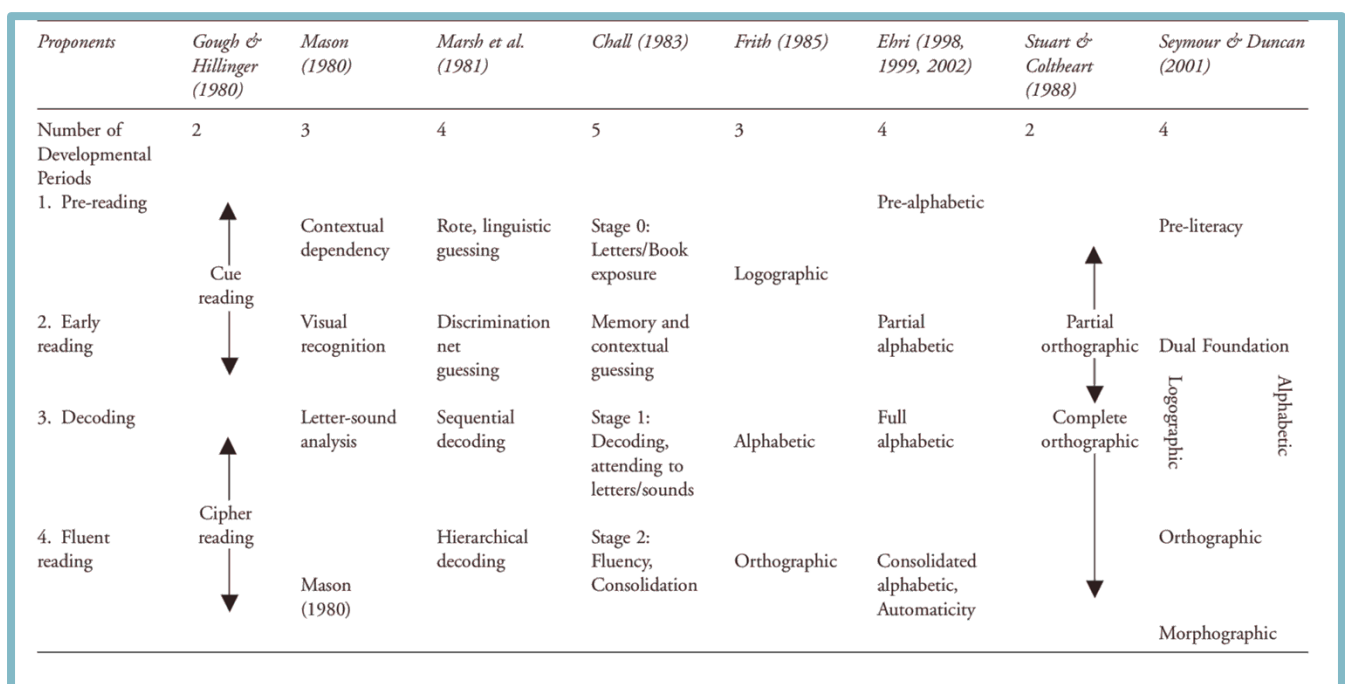 Proponents Gough & Mason Marsh et al. Chall (1983) Frith (1985) Ehri (1998, Stuart & Seymour & Duncan
Hillinger (1980) (1981) 1999, 2002) Coltheart (2001)
(1980) (1988)
Number of 2 3 4 5 3 4 2 4
Developmental
Periods
1. Pre-reading Pre-alphabetic
Contextual Rote, linguistic Stage 0: Pre-literacy
dependency guessing Letters/Book
Cue exposure Logographic
reading
2. Early Visual Discrimination Memory and Partial Partial
reading recognition net contextual alphabetic orthographic Dual Foundation
guessing guessing
Logographic Alphabetic
3. Decoding Letter-sound Sequential Stage 1: Full Complete
analysis decoding Decoding, Alphabetic alphabetic orthographic
attending to
letters/sounds
Cipher
4. Fluent reading Hierarchical Stage 2: Orthographic
reading decoding Fluency, Orthographic Consolidated
Mason Consolidation alphabetic,
(1980) Automaticity
Morphographic